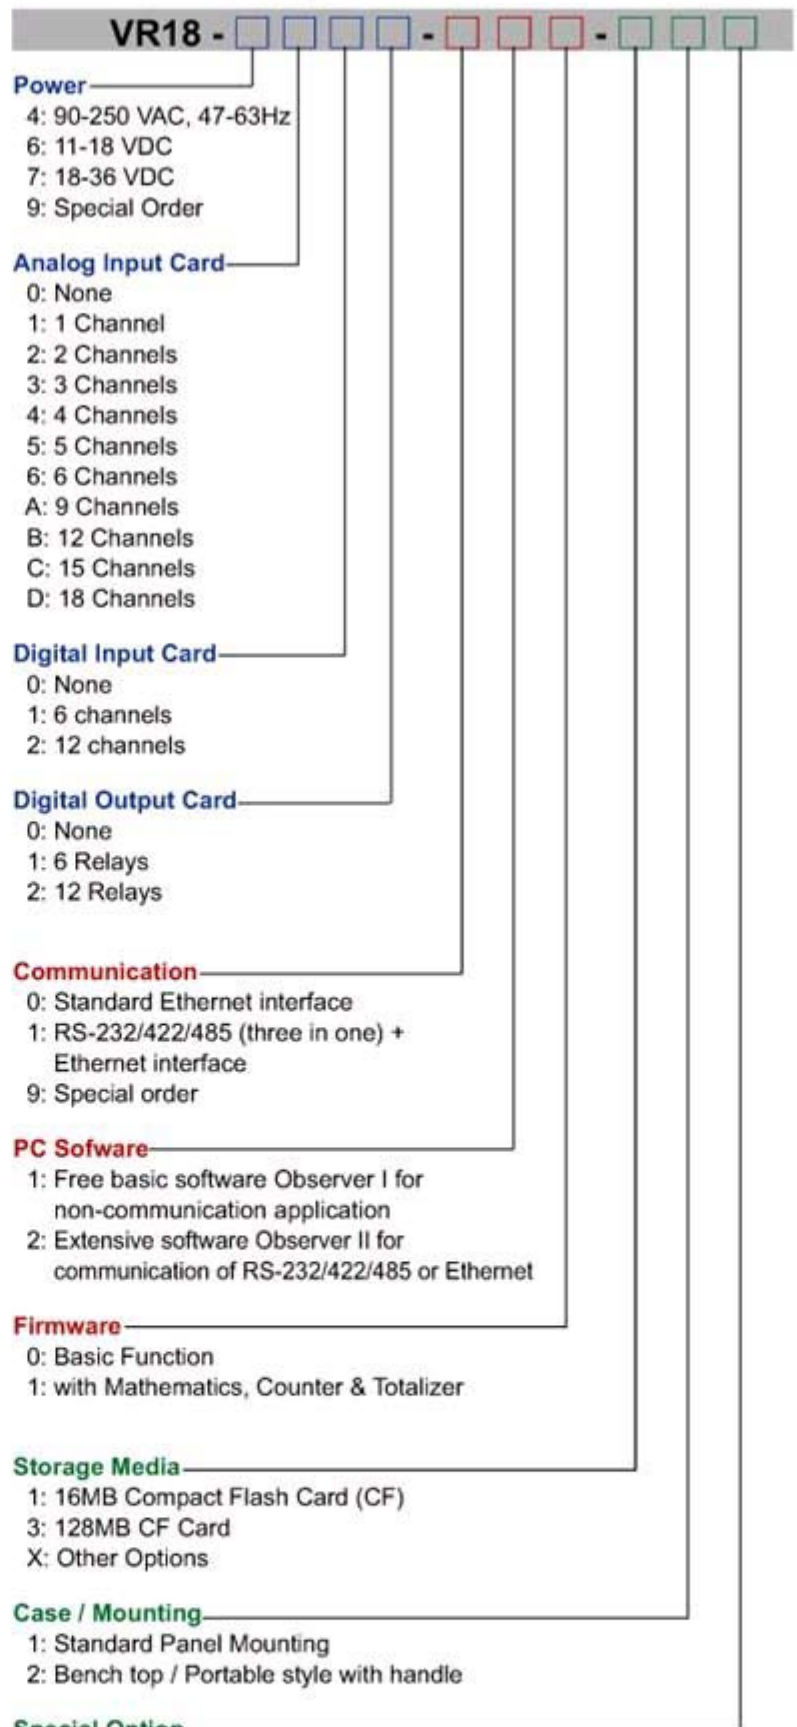 VR18 - - -
Power
4: 90-250 VAC, 47-63Hz
6: 11-18 VDC
7: 18-36 VDC
9: Special Order
Analog Input Card
0: None
1: 1 Channel
2: 2 Channels
3: 3 Channels
4: 4 Channels
5: 5 Channels
6: 6 Channels
A: 9 Channels
B: 12 Channels
C: 15 Channels
D: 18 Channels
Digital Input Card
0: None
1: 6 channels
2: 12 channels
Digital Output Card
0: None
1: 6 Relays
2: 12 Relays
Communication
0: Standard Ethernet interface
1: RS-232/422/485 (three in one) +
Ethernet interface
9: Special order
PC Sofware
1: Free basic software Observer I for
non-communication application
2: Extensive software Observer II for
communication of RS-232/422/485 or Ethernet
Firmware
0: Basic Function
1: with Mathematics, Counter & Totalizer
Storage Media
1: 16MB Compact Flash Card (CF)
3: 128MB CF Card
X: Other Options
Case / Mounting
1: Standard Panel Mounting
2: Bench top / Portable style with handle
Special Option